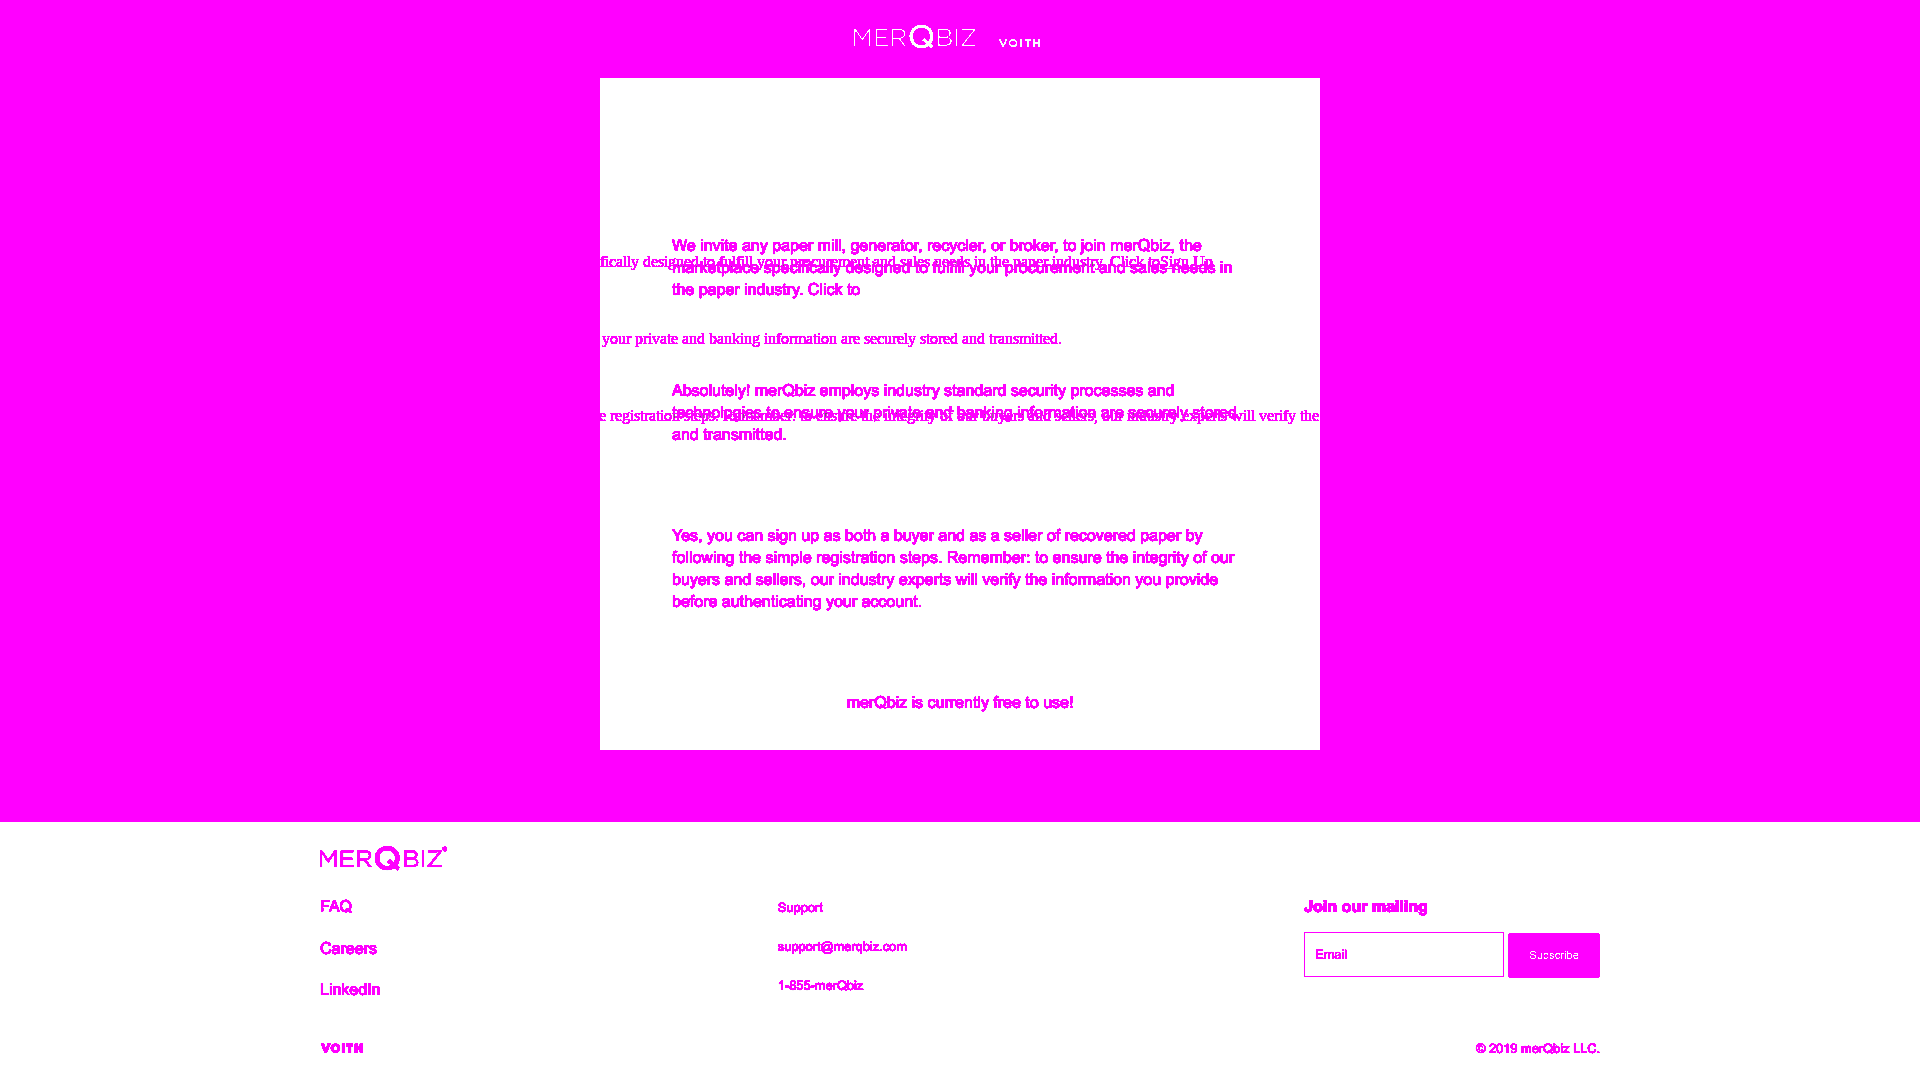 MERQBIZ VOITH
We invite any paper mill, generator, recycler, or broker, to join merQbiz, the
fically designed to fulfill your procurement and sales needs in the paper industry. Click toSign Up
marketplace specifically designed to fulfill your procurement and sales needs in
the paper industry. Click to
your private and banking information are securely stored and transmitted.
Absolutely! merQbiz employs industry standard security processes and
technologies to ensure your private and banking information are securely stored
e registration steps. Remember: to ensure the integrity of our buyers and sellers, our industry experts will verify the
and transmitted.
Yes, you can sign up as both a buyer and as a seller of recovered paper by
following the simple registration steps. Remember: to ensure the integrity of our
buyers and sellers, our industry experts will verify the information you provide
before authenticating your account.
merQbiz is currently free to use!
MERQBIZ
FAQ
Support
Join our mailing
Careers
support@merqbiz.com
Email
Subscribe
LinkedIn
1-855-merQbiz
VOITH
© 2019 merQbiz LLC.